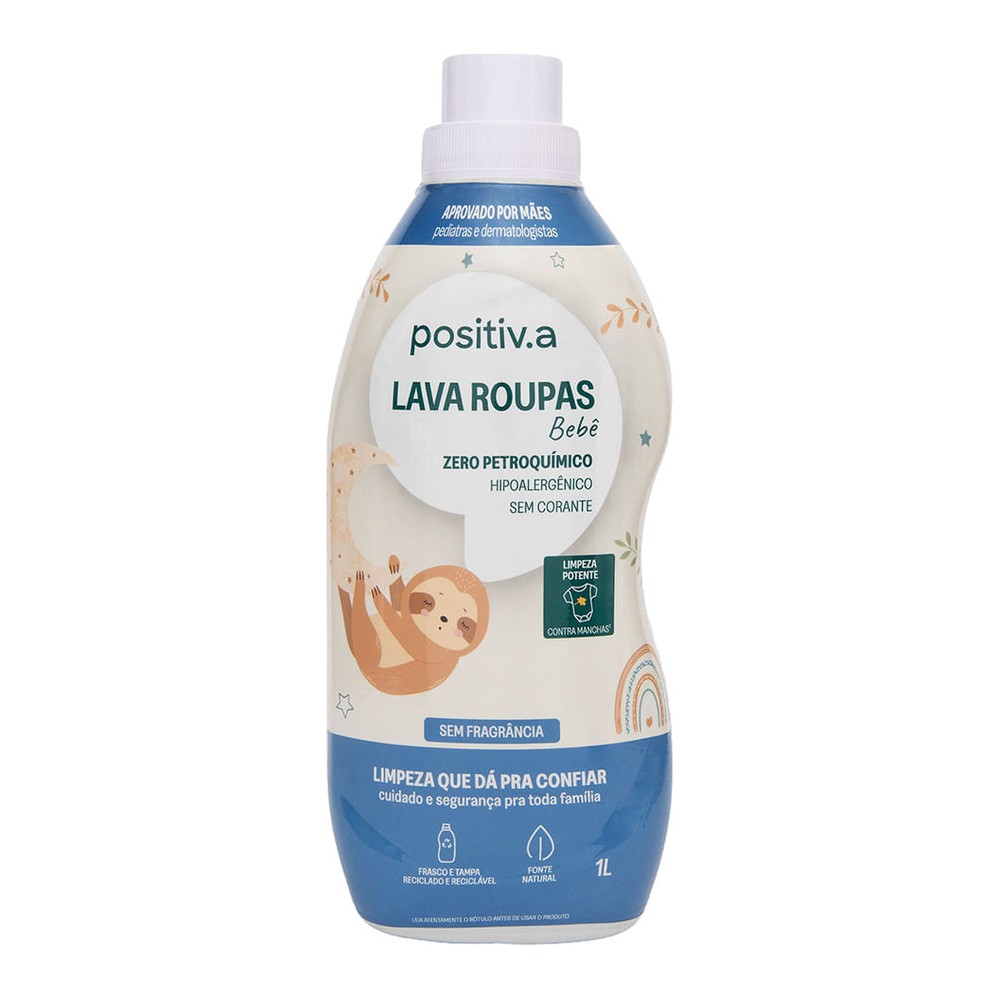 APROVADO POR MÃES
pediatras e dermatologistas
positiv.a
LAVA ROUPAS
Bebê
ZERO PETROQUÍMICO
HIPOALERGÊNICO
SEM CORANTE
LIMPEZA
POTENTE
CONTRA MANCHAS¹
SEM FRAGRÂNCIA
LIMPEZA QUE DÁ PRA CONFIAR
cuidado e segurança pra toda família
FRASCO E TAMPA
RECICLADO E RECICLÁVEL
FONTE
NATURAL
1L
LEIA ATENTAMENTE O RÓTULO ANTES DE USAR O PRODUTO